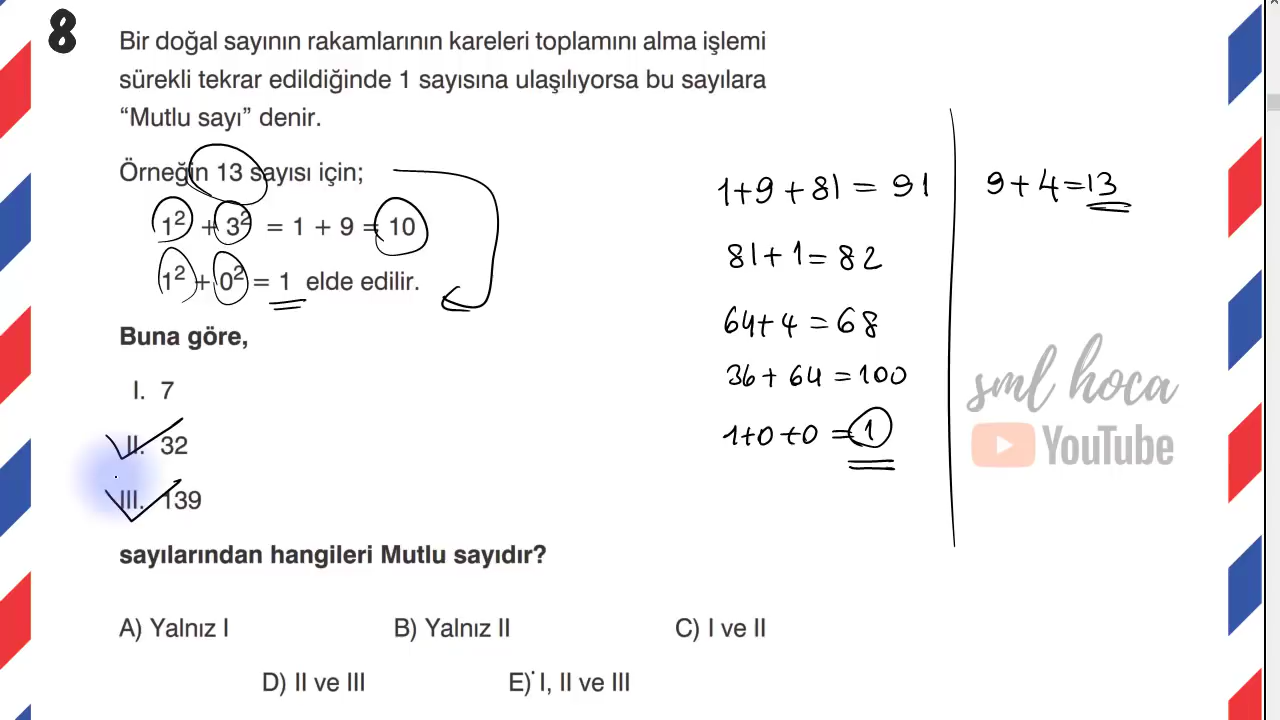 8
Bir doğal sayının rakamlarının kareleri toplamını alma işlemi
sürekli tekrar edildiğinde 1 sayısına ulaşılıyorsa bu sayılara
“Mutlu sayı” denir.
Örneğin 13 sayısı için;
1² + 3² = 1 + 9 = 10
1² + 0² = 1 elde edilir.
Buna göre,
I. 7
II. 32
III. 139
sayılarından hangileri Mutlu sayıdır?
A) Yalnız I B) Yalnız II C) I ve II
D) II ve III E) I, II ve III
1+9+81 = 91
81+1=82
64+4=68
36+64=100
1+0+0=1
9+4=13
sml hoca
YouTube